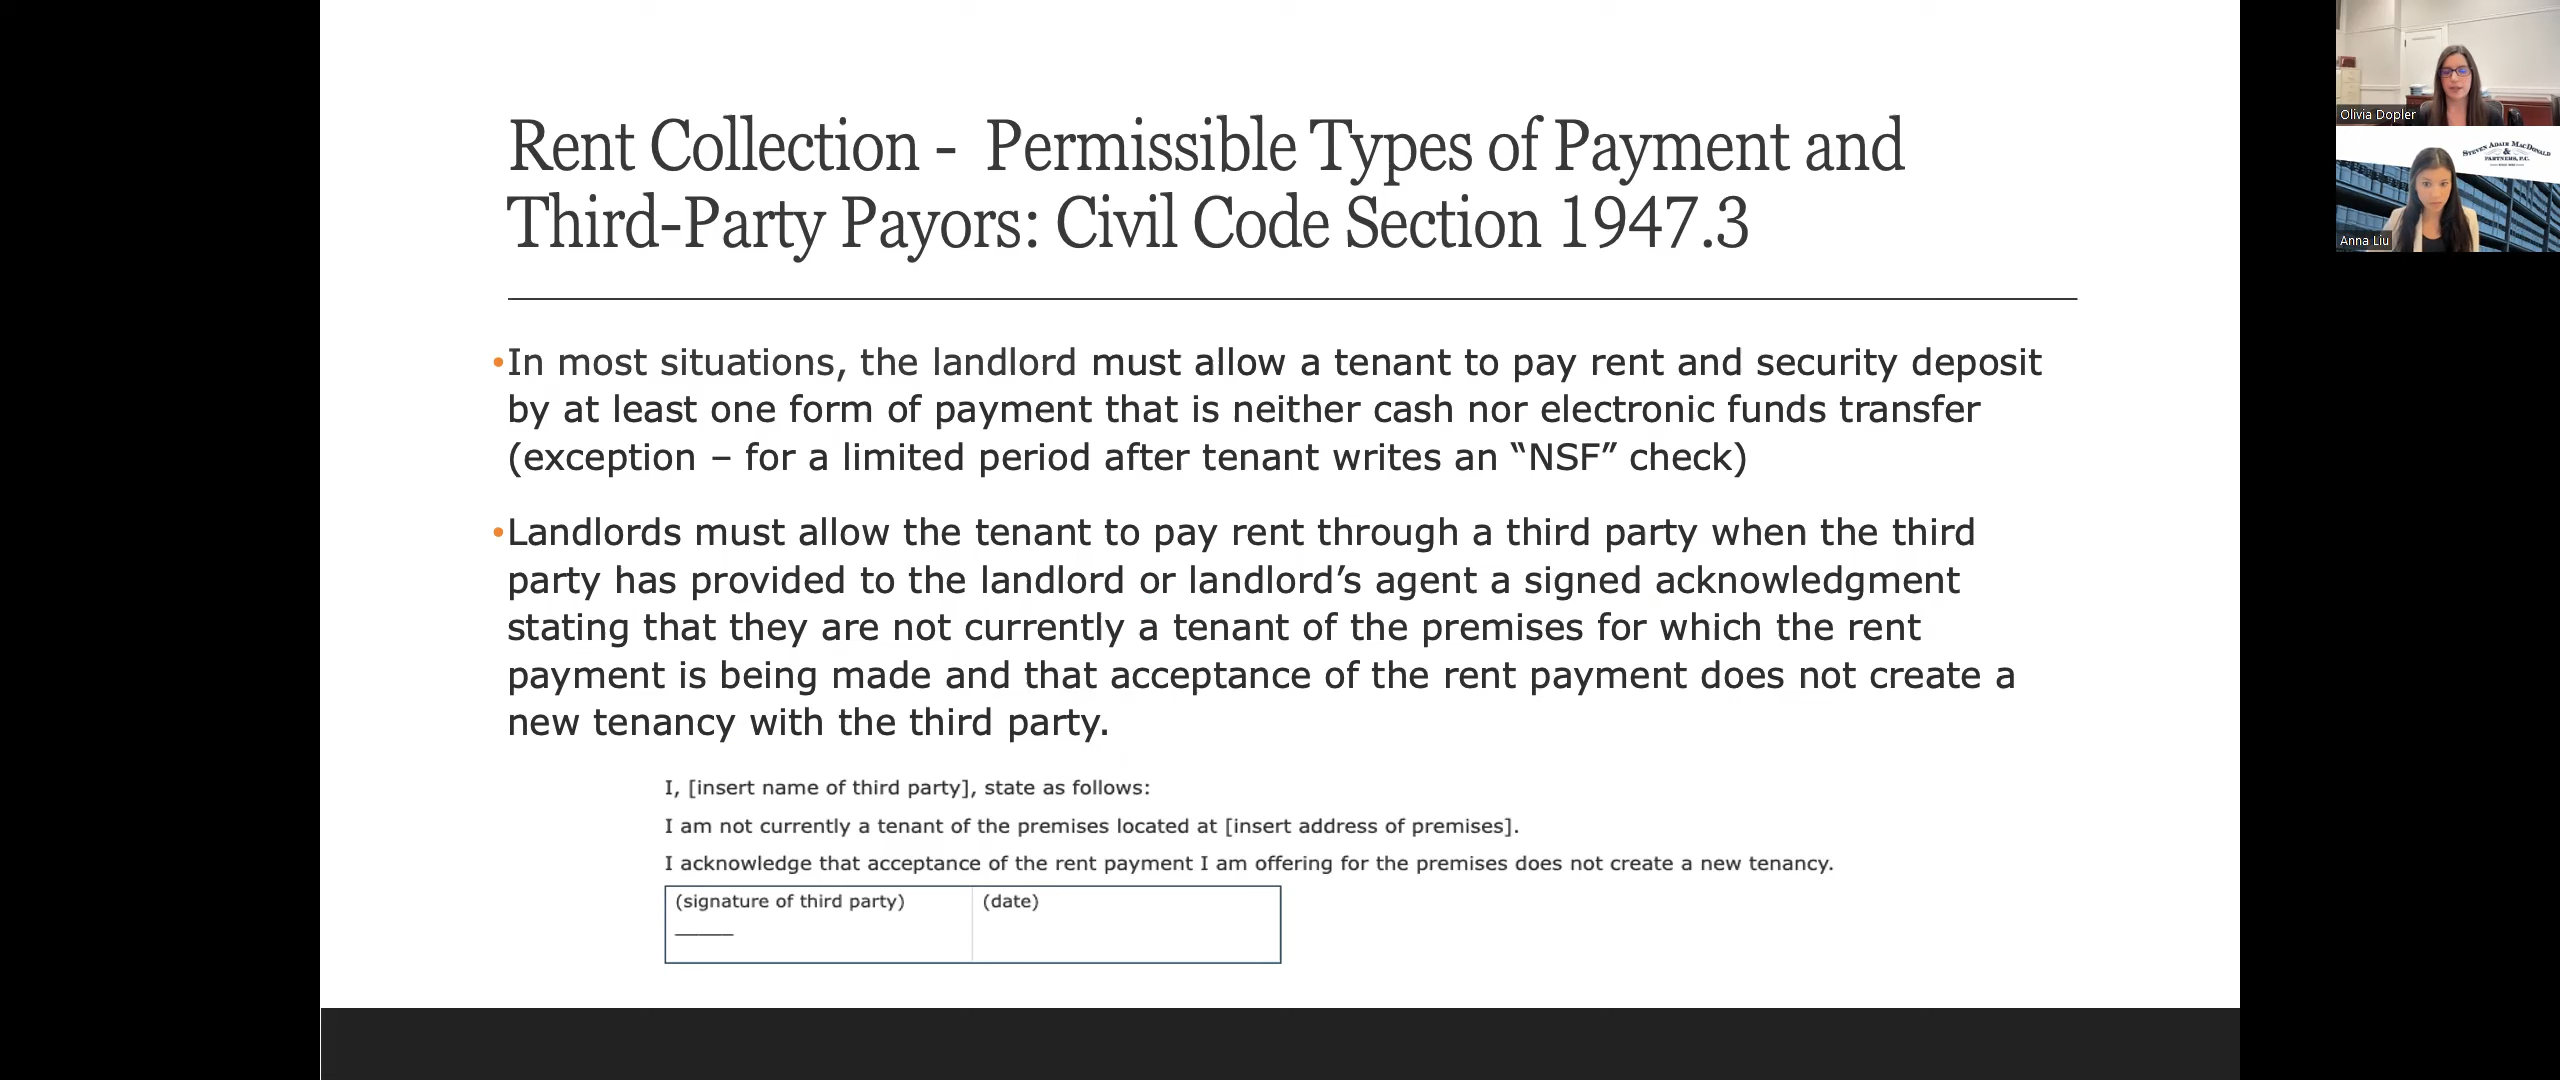 Rent Collection -  Permissible Types of Payment and
Third-Party Payors: Civil Code Section 1947.3
•In most situations, the landlord must allow a tenant to pay rent and security deposit
by at least one form of payment that is neither cash nor electronic funds transfer
(exception – for a limited period after tenant writes an “NSF” check)
•Landlords must allow the tenant to pay rent through a third party when the third
party has provided to the landlord or landlord’s agent a signed acknowledgment
stating that they are not currently a tenant of the premises for which the rent
payment is being made and that acceptance of the rent payment does not create a
new tenancy with the third party.
I, [insert name of third party], state as follows:
I am not currently a tenant of the premises located at [insert address of premises].
I acknowledge that acceptance of the rent payment I am offering for the premises does not create a new tenancy.
(signature of third party) (date)
Olivia Dopler
Steven Adair MacDonald
&
Partners, P.C.
Anna Liu